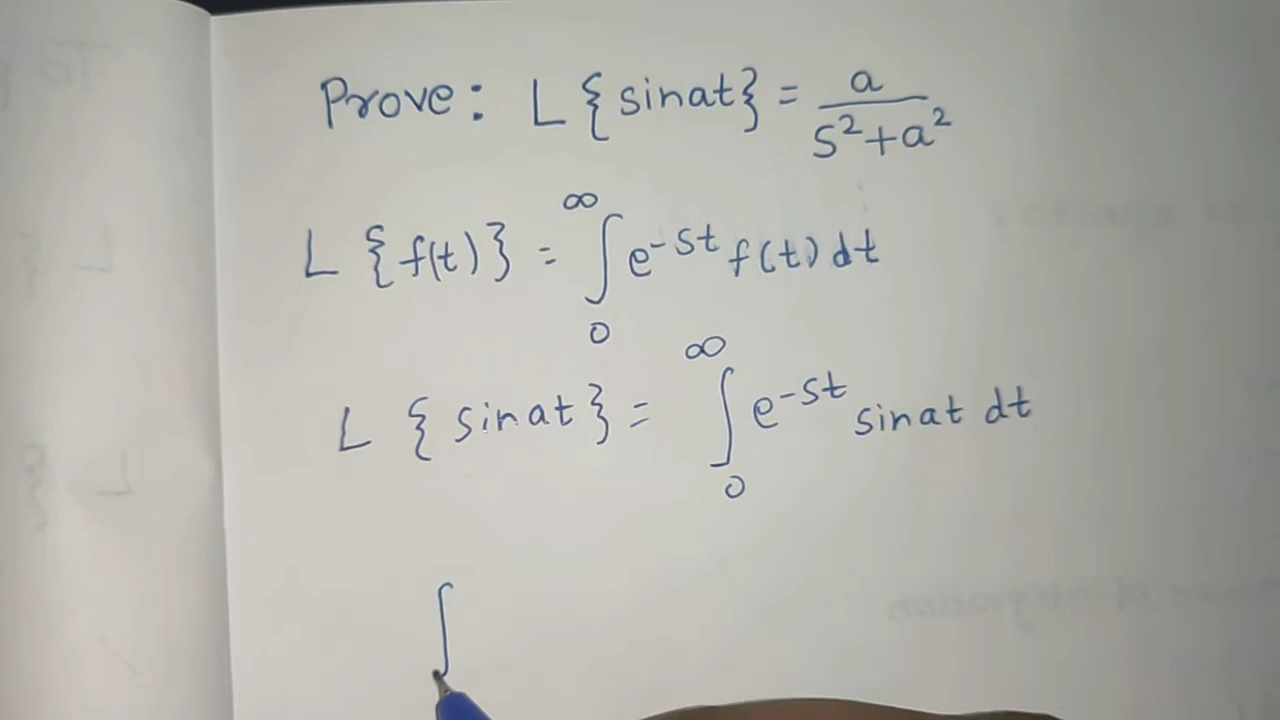 Prove: L{sinat} = a/(s²+a²)
L{f(t)} = ∫₀^∞ e^{-st} f(t) dt
L{sinat} = ∫₀^∞ e^{-st} sinat dt
∫